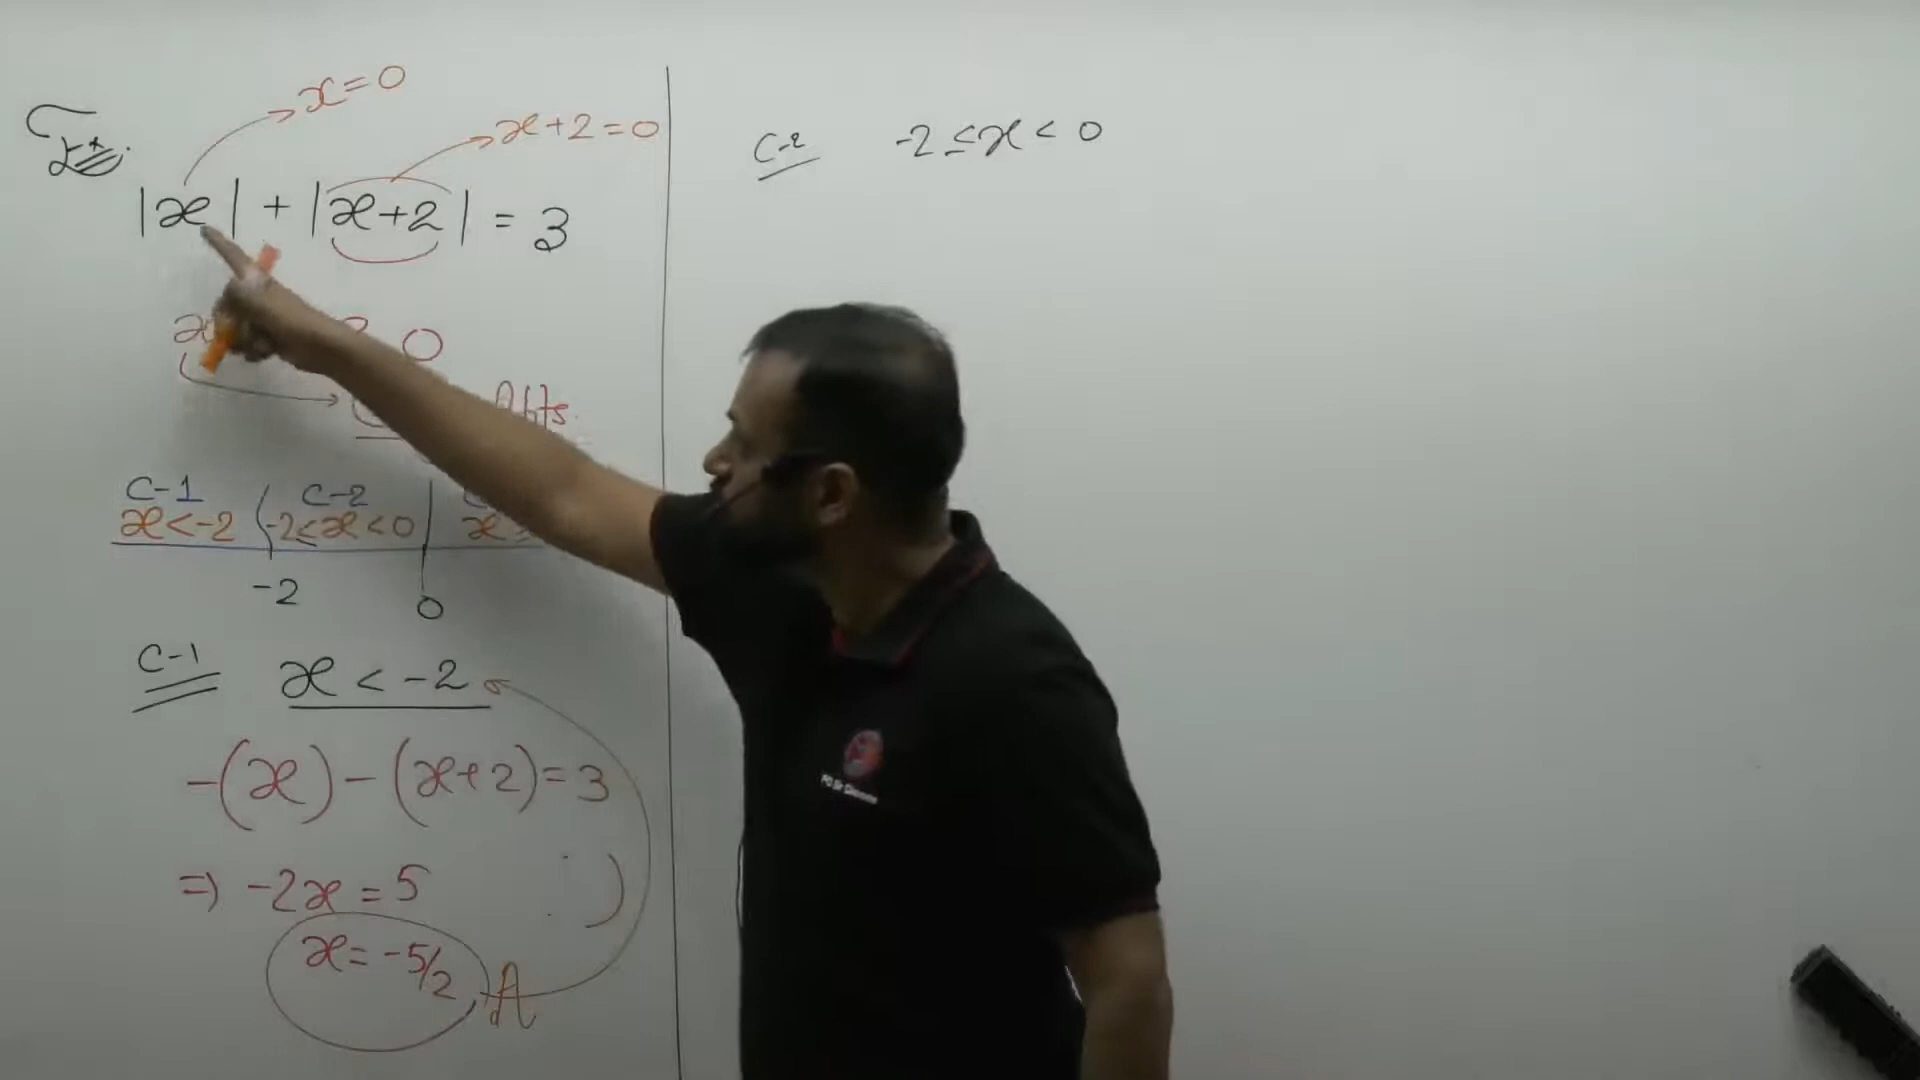 Ex.
x=0
x+2=0
|x| + |x+2| = 3
0
C-1 C-2
x<-2 -2≤x<0
-2 0
C-1 x < -2
-(x) - (x+2) = 3
=) -2x = 5
x = -5/2 A
C-2 -2 ≤ x < 0